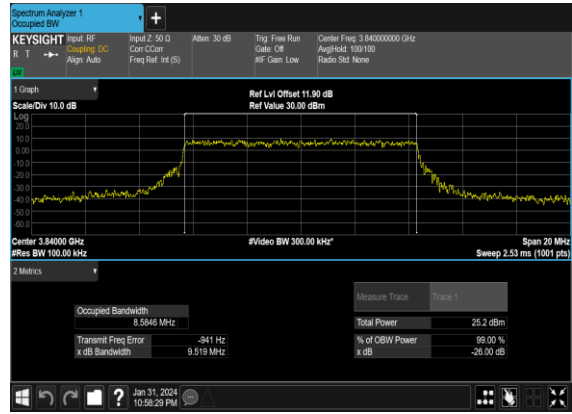 Spectrum Analyzer 1
Occupied BW
+
KEYSIGHT Input: RF Input Z: 50 Ω Atten: 30 dB Trig: Free Run Center Freq: 3.840000000 GHz
R T Coupling: DC Corr CCorr Gate: Off Avg|Hold: 100/100
Align: Auto Freq Ref: Int (S) #IF Gain: Low Radio Std: None
1 Graph
Ref Lvl Offset 11.90 dB
Scale/Div 10.0 dB Ref Value 30.00 dBm
Log
20.0
10.0
0.00
-10.0
-20.0
-30.0
-40.0
-50.0
-60.0
Center 3.84000 GHz #Video BW 300.00 kHz* Span 20 MHz
#Res BW 100.00 kHz Sweep 2.53 ms (1001 pts)
2 Metrics
Measure Trace Trace 1
Occupied Bandwidth
8.5846 MHz Total Power 25.2 dBm
Transmit Freq Error -941 Hz % of OBW Power 99.00 %
x dB Bandwidth 9.519 MHz x dB -26.00 dB
? Jan 31, 2024
10:58:29 PM